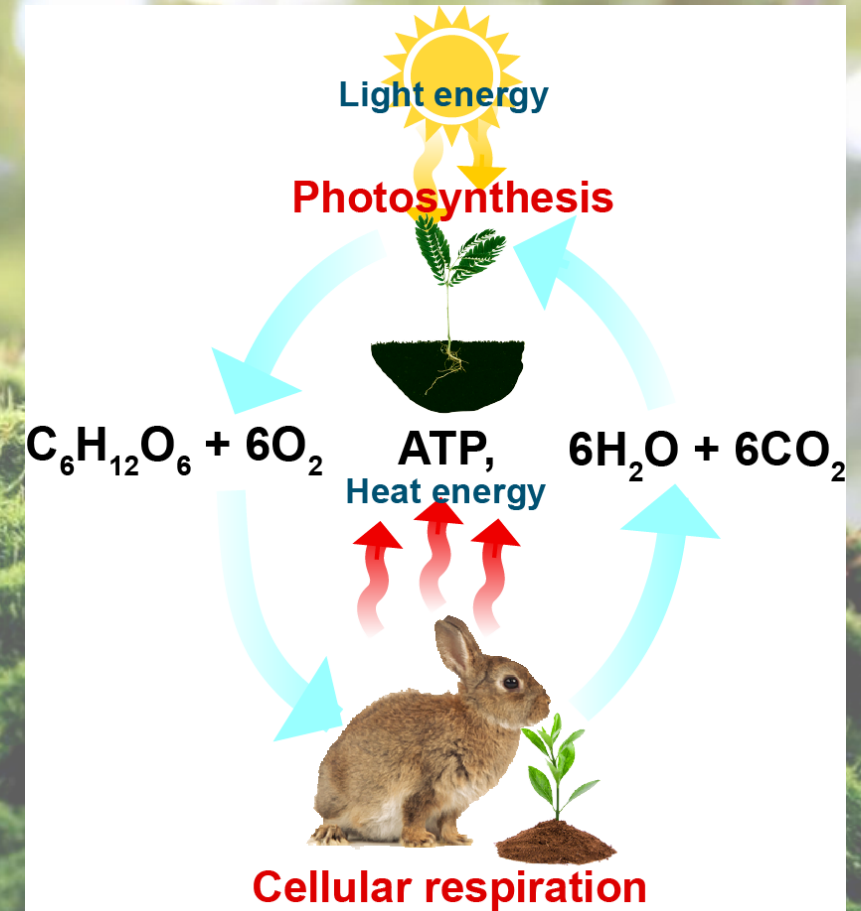 Light energy
Photosynthesis
C₆H₁₂O₆ + 6O₂
ATP,
6H₂O + 6CO₂
Heat energy
Cellular respiration